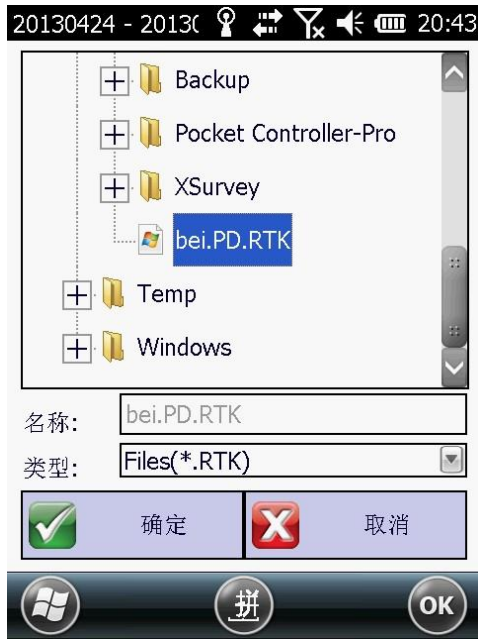 20130424 - 2013( 20:43
Backup
Pocket Controller-Pro
XSurvey
bei.PD.RTK
Temp
Windows
名称: bei.PD.RTK
类型: Files(*.RTK)
确定 取消
拼 OK